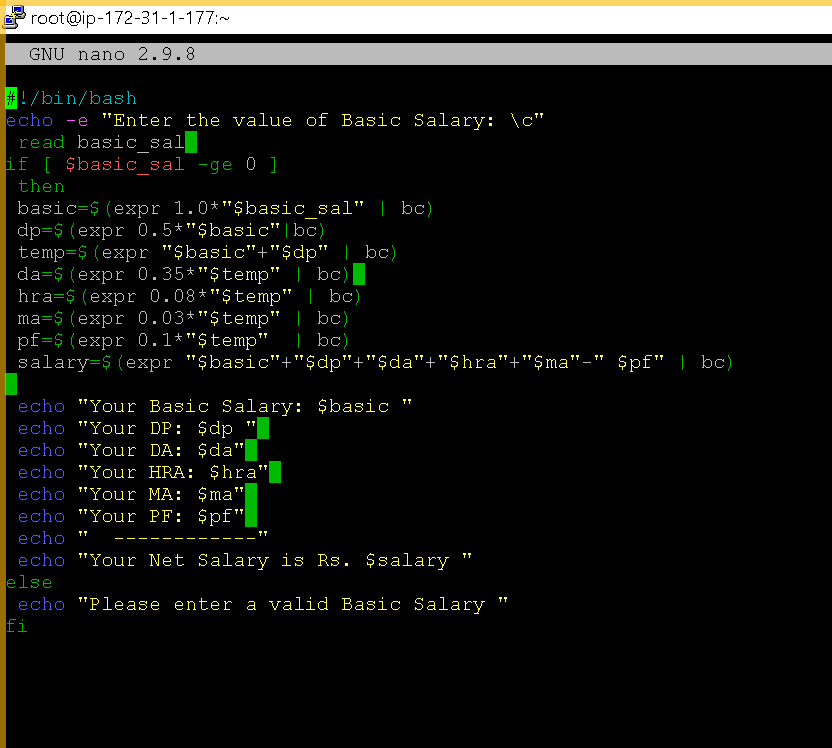 root@ip-172-31-1-177:~
GNU nano 2.9.8
#!/bin/bash
echo -e "Enter the value of Basic Salary: \c"
 read basic_sal
if [ $basic_sal -ge 0 ]
 then
 basic=$(expr 1.0*"$basic_sal" | bc)
 dp=$(expr 0.5*"$basic"|bc)
 temp=$(expr "$basic"+"$dp" | bc)
 da=$(expr 0.35*"$temp" | bc)
 hra=$(expr 0.08*"$temp" | bc)
 ma=$(expr 0.03*"$temp" | bc)
 pf=$(expr 0.1*"$temp"  | bc)
 salary=$(expr "$basic"+"$dp"+"$da"+"$hra"+"$ma"-" $pf" | bc)
 echo "Your Basic Salary: $basic "
 echo "Your DP: $dp "
 echo "Your DA: $da"
 echo "Your HRA: $hra"
 echo "Your MA: $ma"
 echo "Your PF: $pf"
 echo "  ------------"
 echo "Your Net Salary is Rs. $salary "
else
 echo "Please enter a valid Basic Salary "
fi